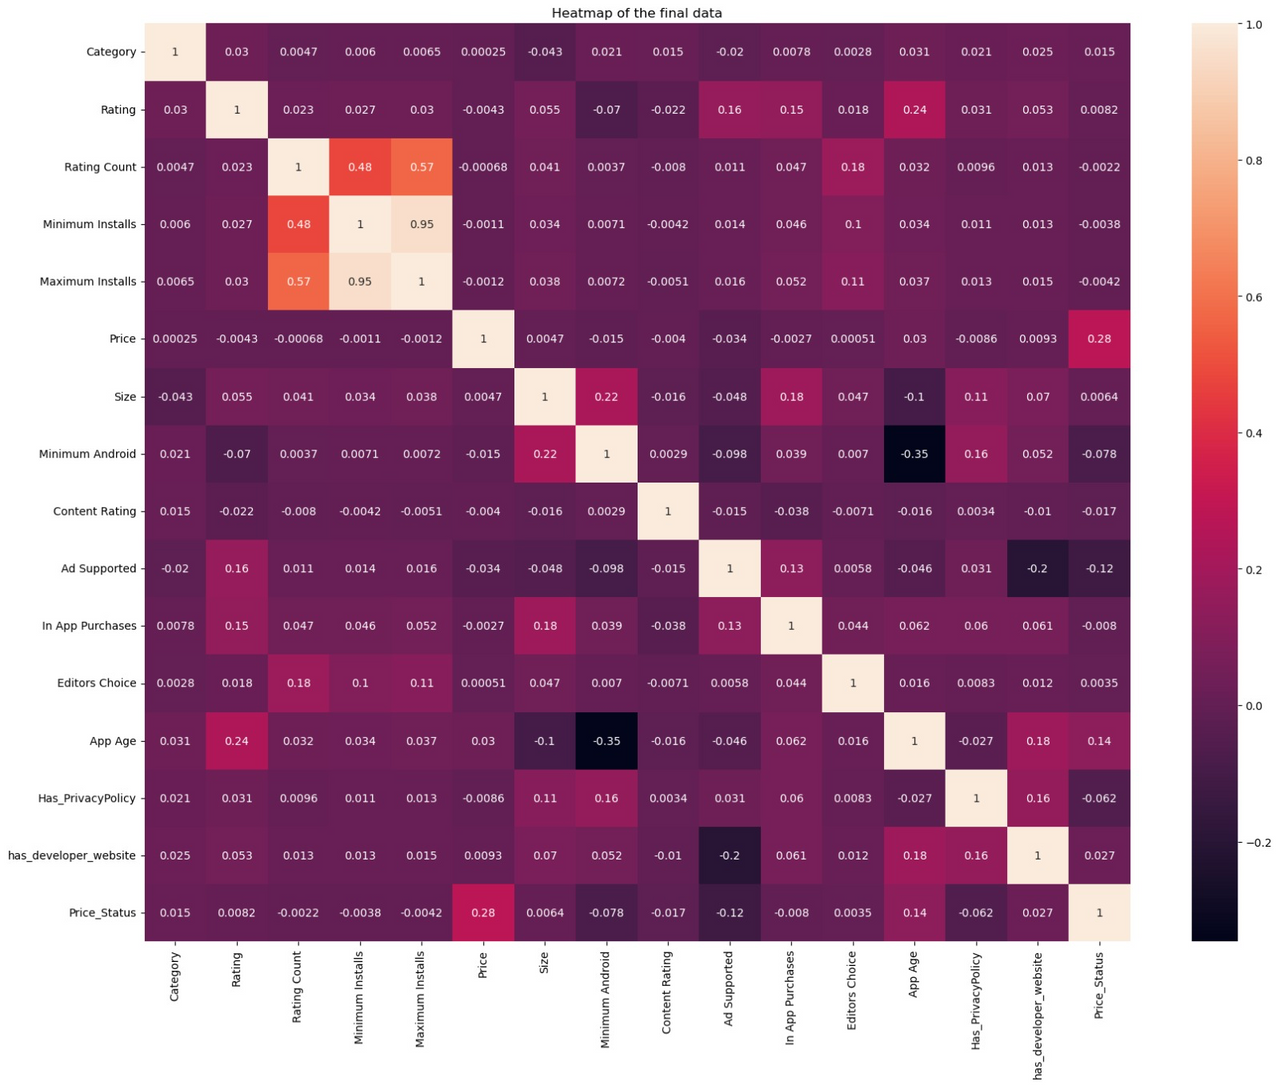 Heatmap of the final data
Category 1 0.03 0.0047 0.006 0.0065 0.00025 -0.043 0.021 0.015 -0.02 0.0078 0.0028 0.031 0.021 0.025 0.015
Rating 0.03 1 0.023 0.027 0.03 -0.0043 0.055 -0.07 -0.022 0.16 0.15 0.018 0.24 0.031 0.053 0.0082
Rating Count 0.0047 0.023 1 0.48 0.57 -0.00068 0.041 0.0037 -0.008 0.011 0.047 0.18 0.032 0.0096 0.013 -0.0022
Minimum Installs 0.006 0.027 0.48 1 0.95 -0.0011 0.034 0.0071 -0.0042 0.014 0.046 0.1 0.034 0.011 0.013 -0.0038
Maximum Installs 0.0065 0.03 0.57 0.95 1 -0.0012 0.038 0.0072 -0.0051 0.016 0.052 0.11 0.037 0.013 0.015 -0.0042
Price 0.00025 -0.0043 -0.00068 -0.0011 -0.0012 1 0.0047 -0.015 -0.004 -0.034 -0.0027 0.00051 0.03 -0.0086 0.0093 0.28
Size -0.043 0.055 0.041 0.034 0.038 0.0047 1 0.22 -0.016 -0.048 0.18 0.047 -0.1 0.11 0.07 0.0064
Minimum Android 0.021 -0.07 0.0037 0.0071 0.0072 -0.015 0.22 1 0.0029 -0.098 0.039 0.007 -0.35 0.16 0.052 -0.078
Content Rating 0.015 -0.022 -0.008 -0.0042 -0.0051 -0.004 -0.016 0.0029 1 -0.015 -0.038 -0.0071 -0.016 0.0034 -0.01 -0.017
Ad Supported -0.02 0.16 0.011 0.014 0.016 -0.034 -0.048 -0.098 -0.015 1 0.13 0.0058 -0.046 0.031 -0.2 -0.12
In App Purchases 0.0078 0.15 0.047 0.046 0.052 -0.0027 0.18 0.039 -0.038 0.13 1 0.044 0.062 0.06 0.061 -0.008
Editors Choice 0.0028 0.018 0.18 0.1 0.11 0.00051 0.047 0.007 -0.0071 0.0058 0.044 1 0.016 0.0083 0.012 0.0035
App Age 0.031 0.24 0.032 0.034 0.037 0.03 -0.1 -0.35 -0.016 -0.046 0.062 0.016 1 -0.027 0.18 0.14
Has_PrivacyPolicy 0.021 0.031 0.0096 0.011 0.013 -0.0086 0.11 0.16 0.0034 0.031 0.06 0.0083 -0.027 1 0.16 -0.062
has_developer_website 0.025 0.053 0.013 0.013 0.015 0.0093 0.07 0.052 -0.01 -0.2 0.061 0.012 0.18 0.16 1 0.027
Price_Status 0.015 0.0082 -0.0022 -0.0038 -0.0042 0.28 0.0064 -0.078 -0.017 -0.12 -0.008 0.0035 0.14 -0.062 0.027 1
Category
Rating
Rating Count
Minimum Installs
Maximum Installs
Price
Size
Minimum Android
Content Rating
Ad Supported
In App Purchases
Editors Choice
App Age
Has_PrivacyPolicy
has_developer_website
Price_Status
1.0
0.8
0.6
0.4
0.2
0.0
−0.2